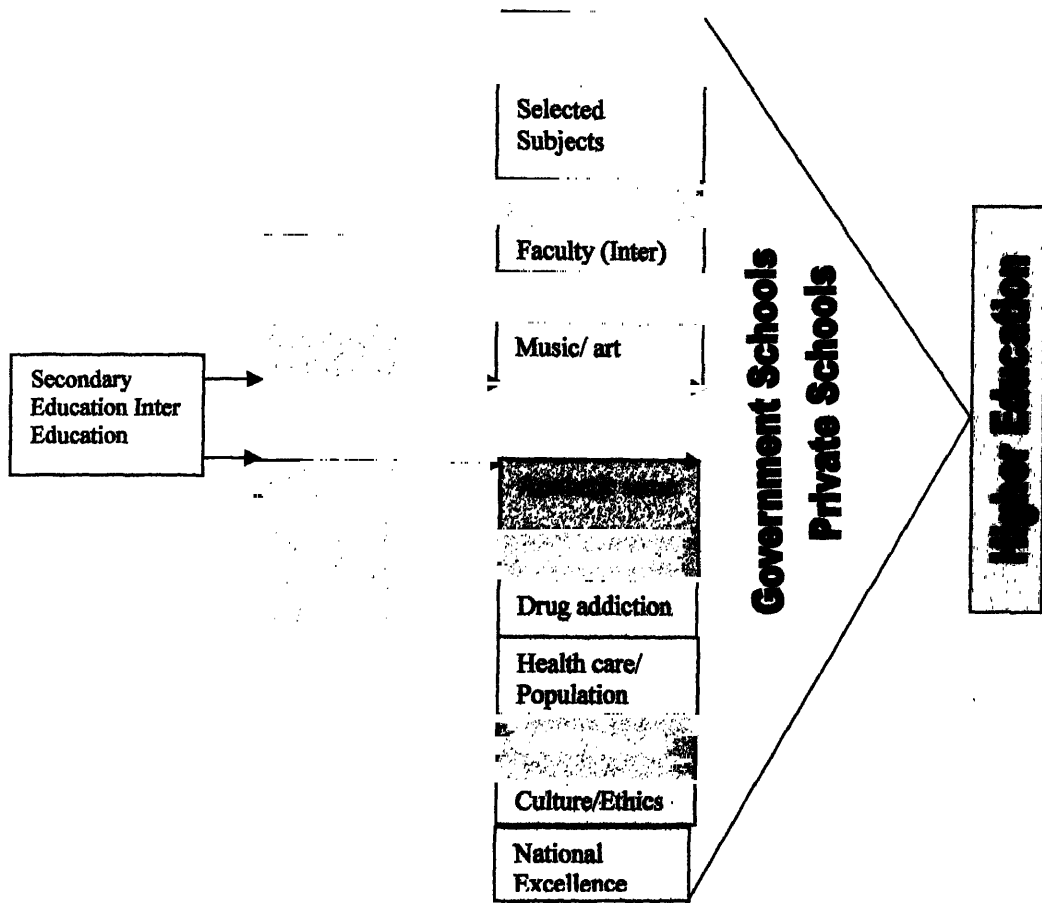 Secondary
Education Inter
Education
Selected
Subjects
Faculty (Inter)
Music/ art
Drug addiction
Health care/
Population
Culture/Ethics
National
Excellence
Government Schools
Private Schools
Higher Education